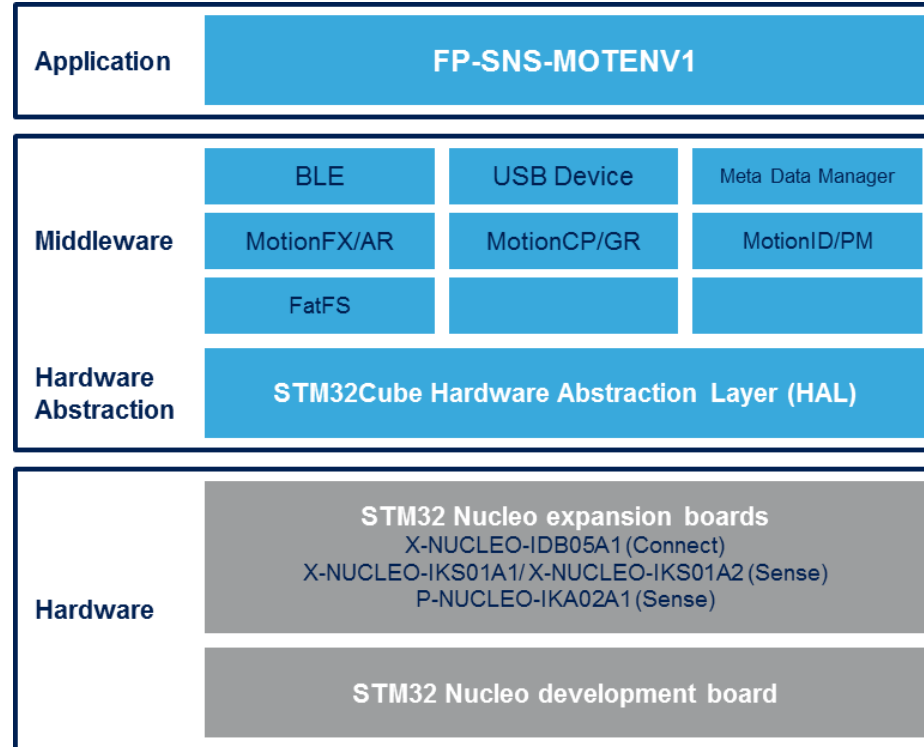 Application
FP-SNS-MOTENV1
Middleware
BLE
USB Device
Meta Data Manager
MotionFX/AR
MotionCP/GR
MotionID/PM
FatFS
Hardware
Abstraction
STM32Cube Hardware Abstraction Layer (HAL)
Hardware
STM32 Nucleo expansion boards
X-NUCLEO-IDB05A1 (Connect)
X-NUCLEO-IKS01A1/ X-NUCLEO-IKS01A2 (Sense)
P-NUCLEO-IKA02A1 (Sense)
STM32 Nucleo development board